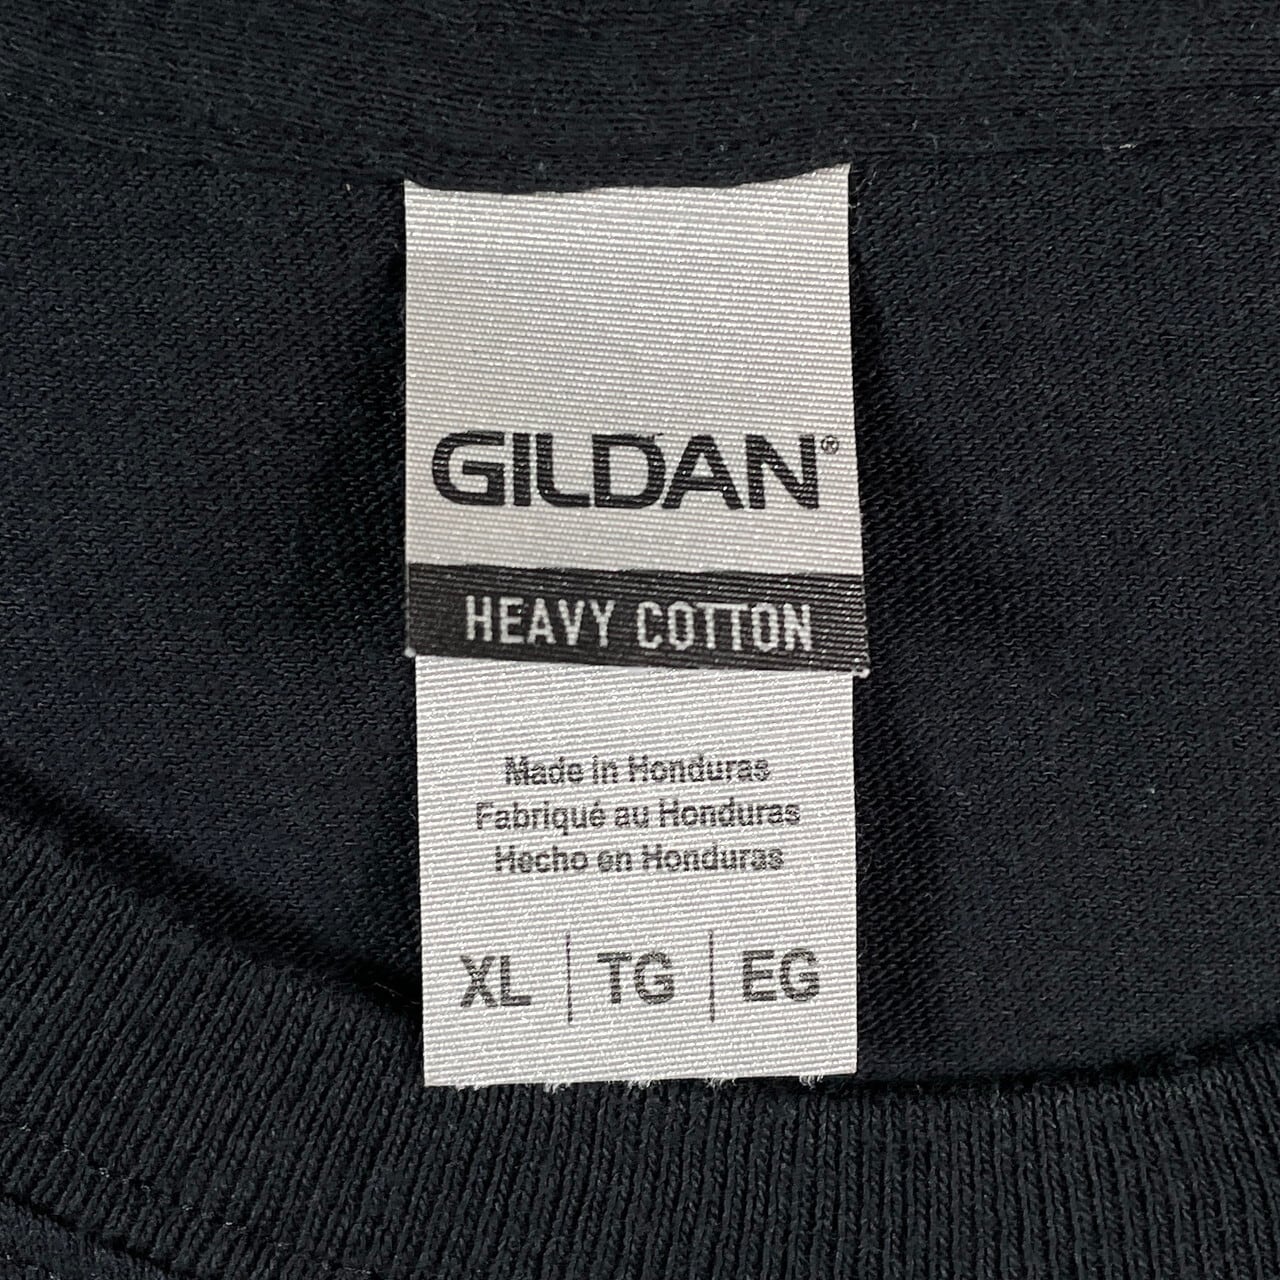 GILDAN®
HEAVY COTTON
Made in Honduras
Fabriqué au Honduras
Hecho en Honduras
XL | TG | EG